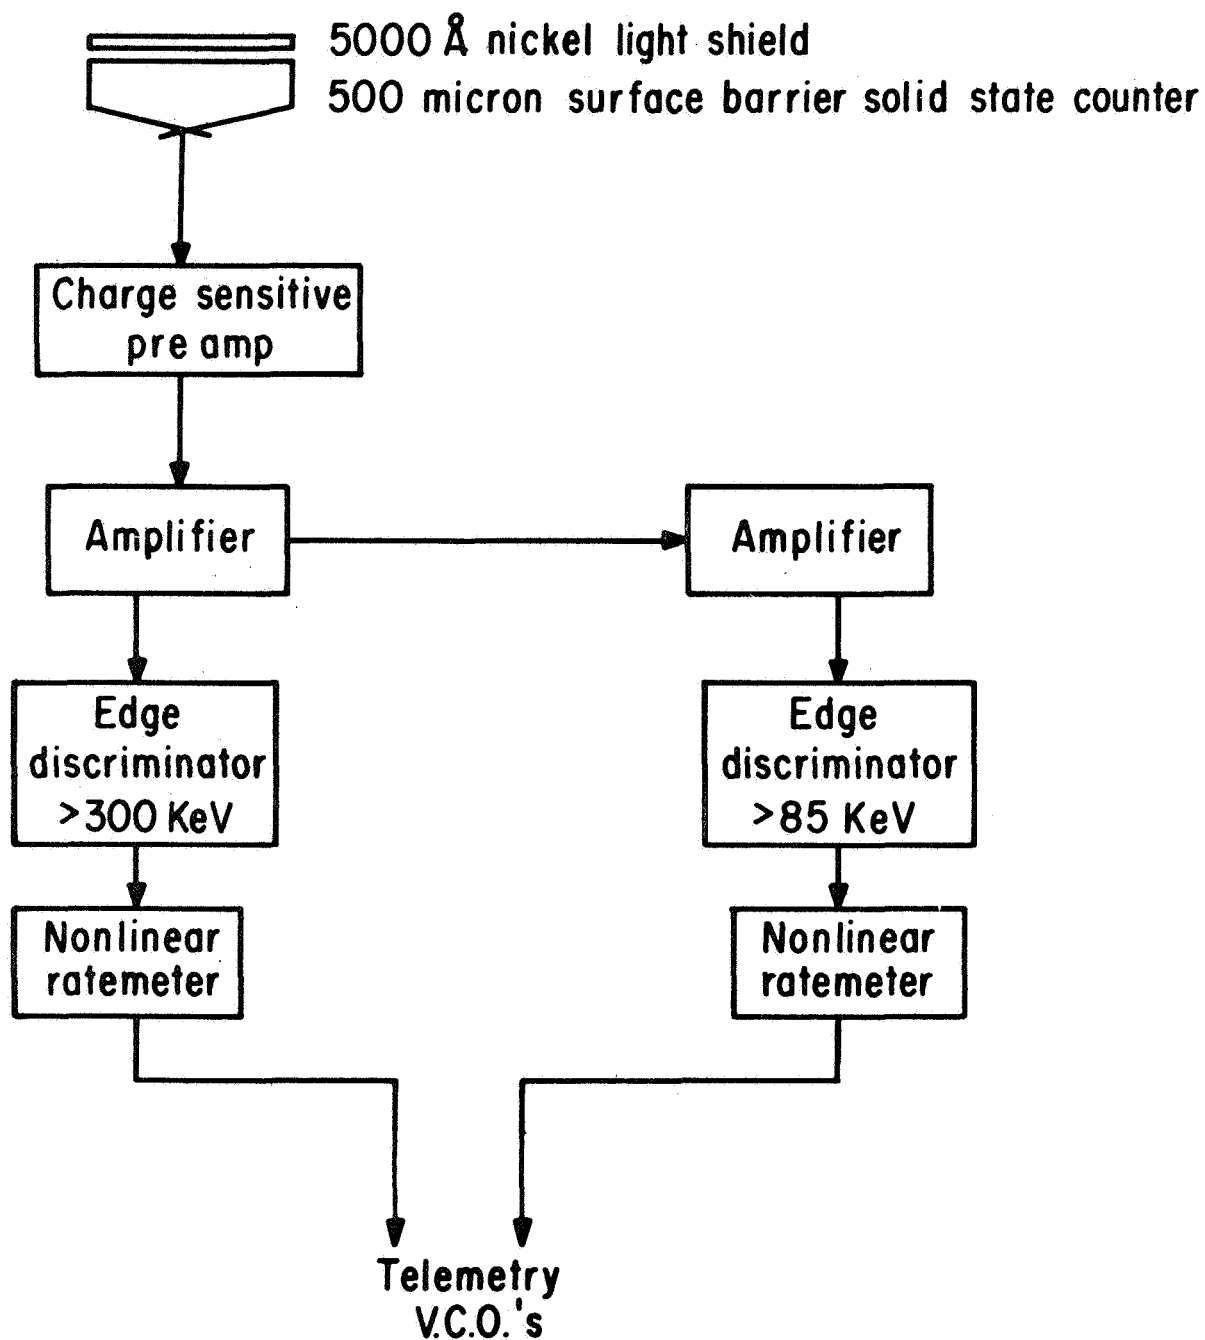 5000 Å nickel light shield
500 micron surface barrier solid state counter
Charge sensitive
pre amp
Amplifier
Amplifier
Edge
discriminator
>300 KeV
Edge
discriminator
>85 KeV
Nonlinear
ratemeter
Nonlinear
ratemeter
Telemetry
V.C.O.'s